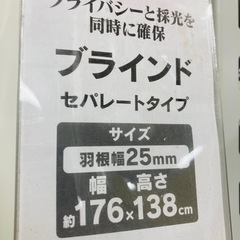 プライバシーと採光を
同時に確保
ブラインド
セパレートタイプ
サイズ
羽根幅25mm
幅 高さ
約176×138cm